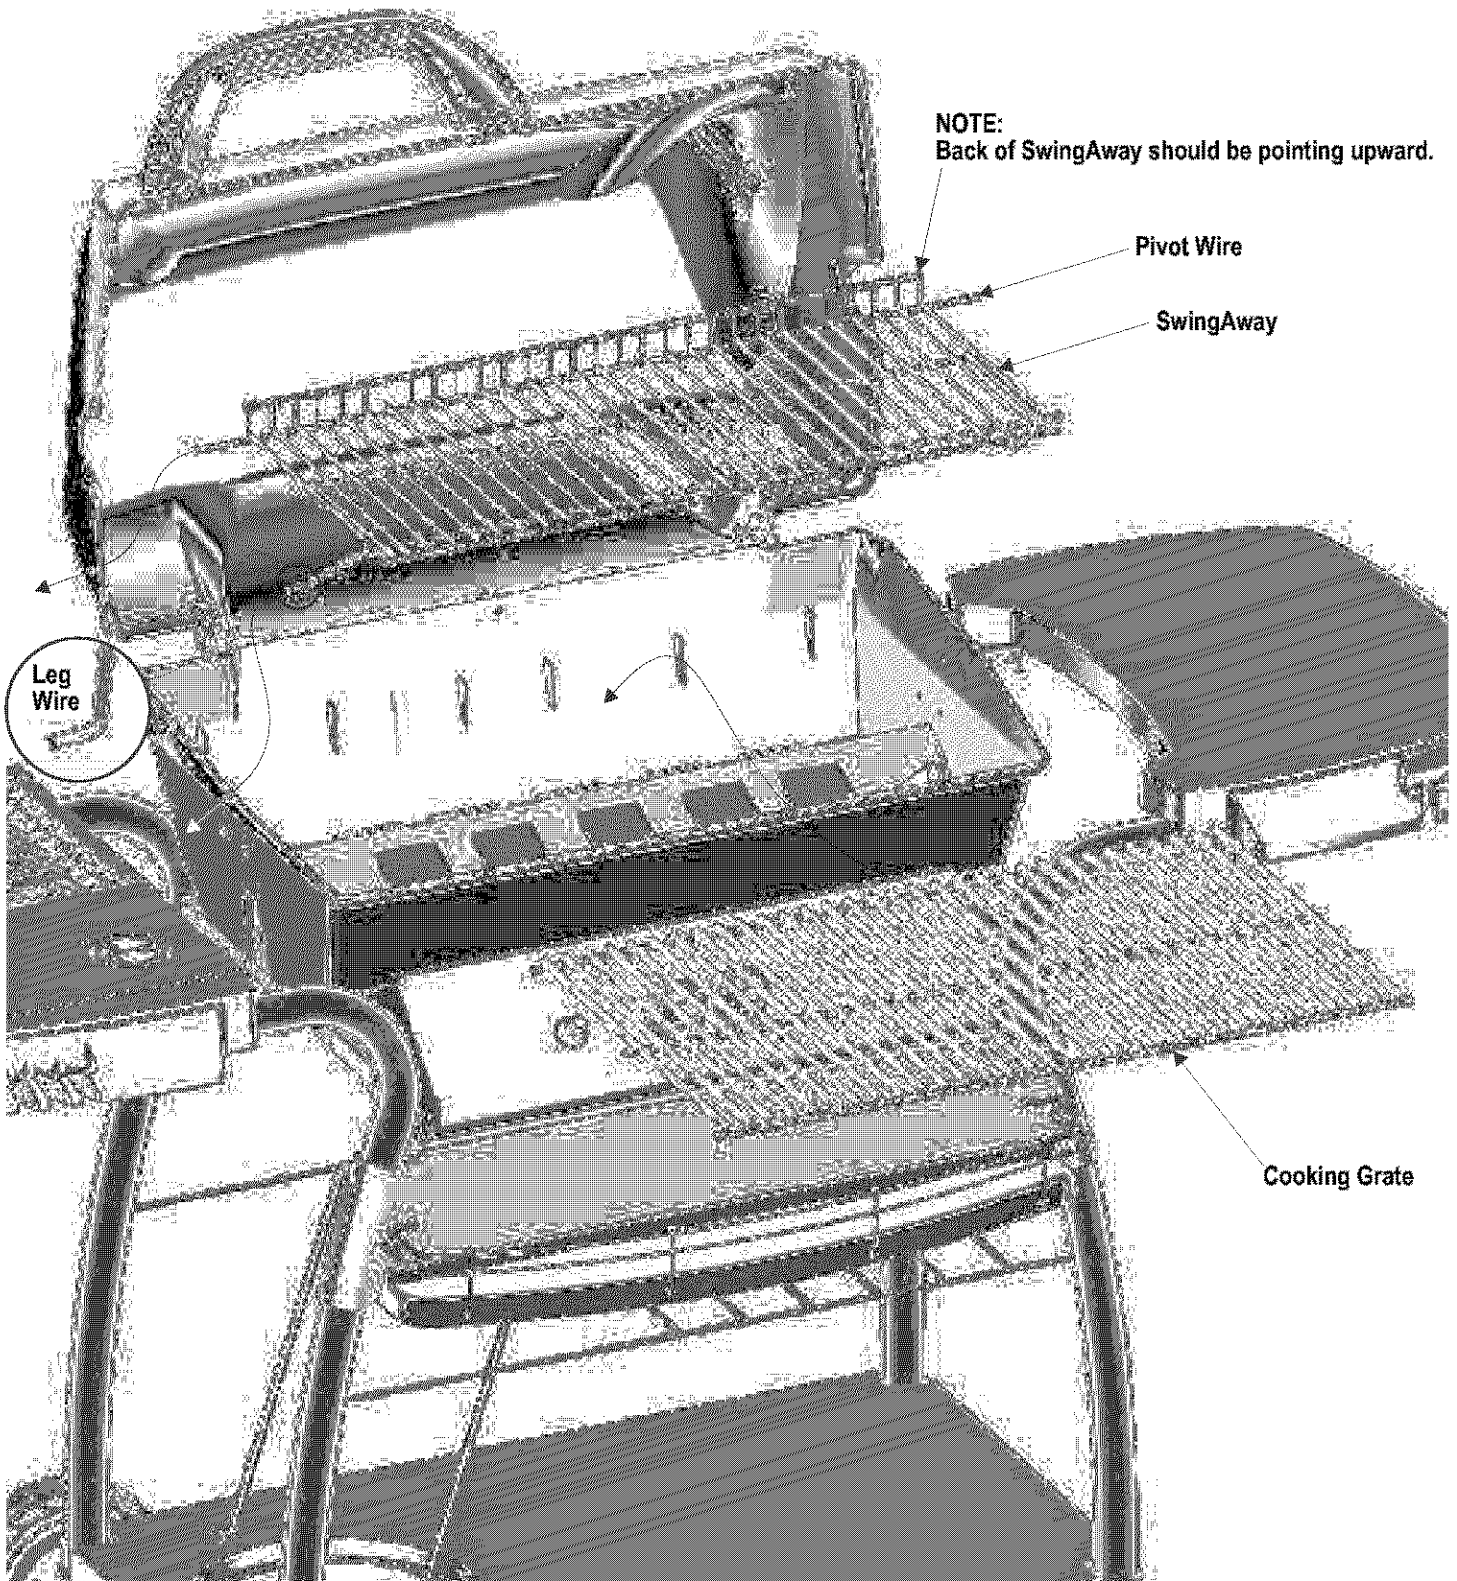 NOTE:
Back of SwingAway should be pointing upward.
Pivot Wire
SwingAway
Leg
Wire
Cooking Grate